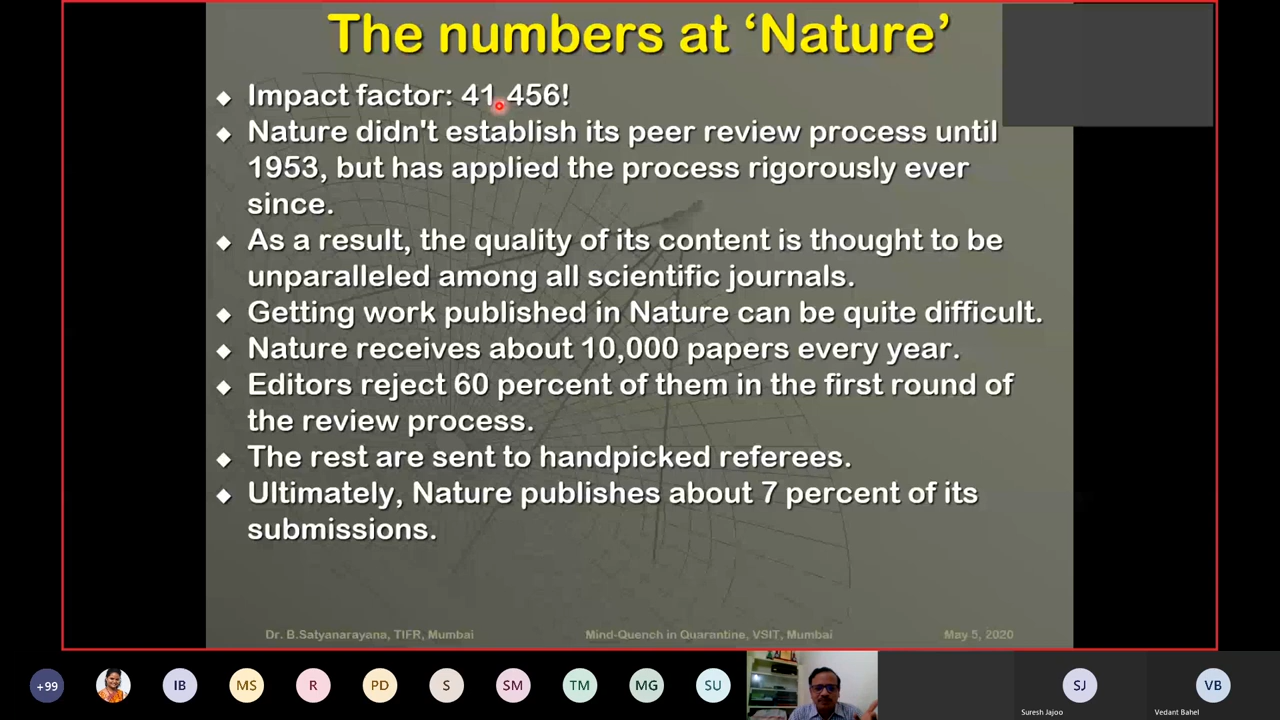 The numbers at ‘Nature’
Impact factor: 41.456!
Nature didn't establish its peer review process until
1953, but has applied the process rigorously ever
since.
As a result, the quality of its content is thought to be
unparalleled among all scientific journals.
Getting work published in Nature can be quite difficult.
Nature receives about 10,000 papers every year.
Editors reject 60 percent of them in the first round of
the review process.
The rest are sent to handpicked referees.
Ultimately, Nature publishes about 7 percent of its
submissions.
Dr. B.Satyanarayana, TIFR, Mumbai
Mind-Quench in Quarantine, VSIT, Mumbai
May 5, 2020
+99
IB
MS
R
PD
S
SM
TM
MG
SU
SJ
VB
Suresh Jajoo
Vedant Bahel